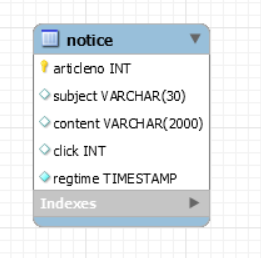 notice
articleno INT
subject VARCHAR(30)
content VARCHAR(2000)
click INT
regtime TIMESTAMP
Indexes